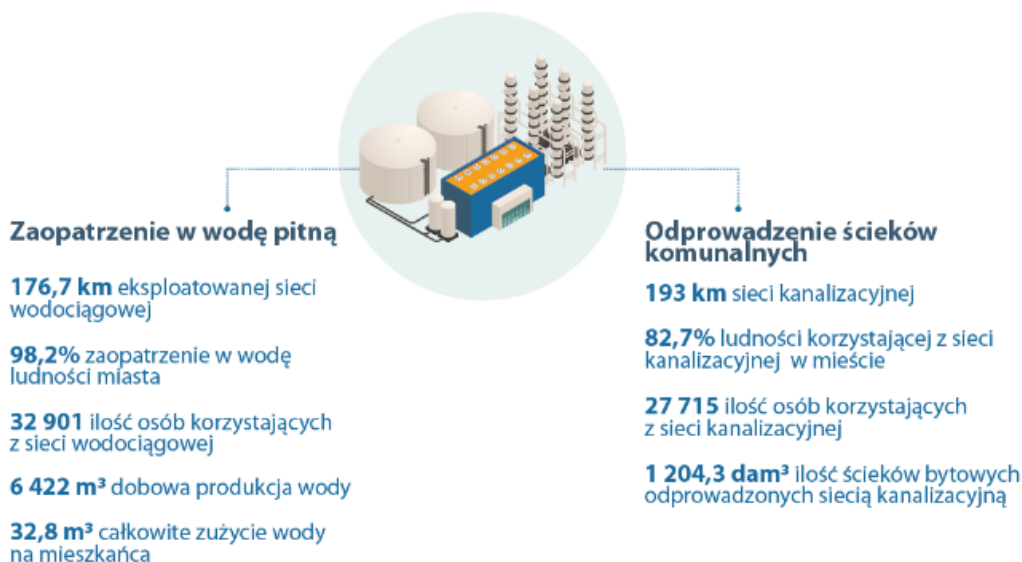 Zaopatrzenie w wodę pitną
176,7 km eksploatowanej sieci
wodociągowej
98,2% zaopatrzenie w wodę
ludności miasta
32 901 ilość osób korzystających
z sieci wodociągowej
6 422 m³ dobowa produkcja wody
32,8 m³ całkowite zużycie wody
na mieszkańca
Odprowadzenie ścieków
komunalnych
193 km sieci kanalizacyjnej
82,7% ludności korzystającej z sieci
kanalizacyjnej w mieście
27 715 ilość osób korzystających
z sieci kanalizacyjnej
1 204,3 dam³ ilość ścieków bytowych
odprowadzonych siecią kanalizacyjną